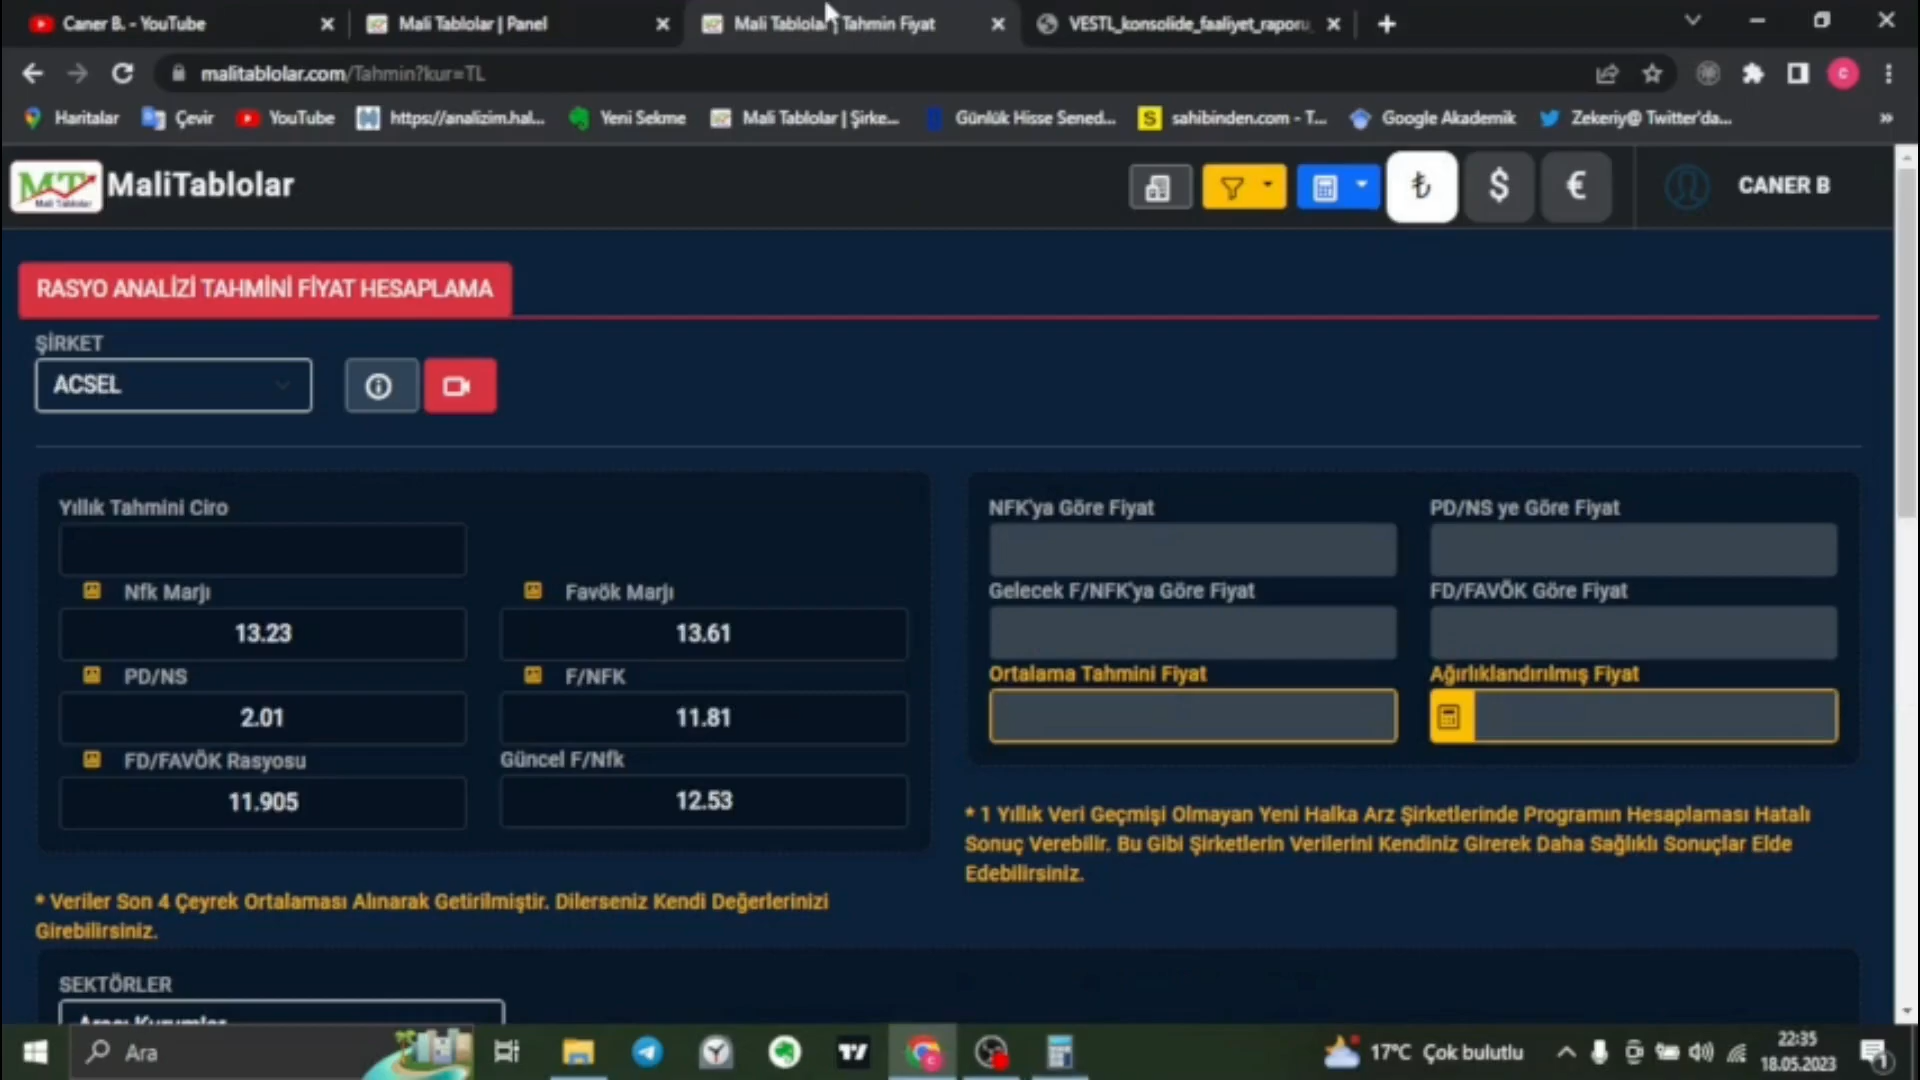 Caner B. - YouTube
Mali Tablolar | Panel
Mali Tablolar | Tahmin Fiyat
VESTL_konsolide_faaliyet_raporu_
malitablolar.com/Tahmin?kur=TL
C
Haritalar
Çevir
YouTube
https://analizim.hal...
Yeni Sekme
Mali Tablolar | Şirke...
Günlük Hisse Sened...
S
sahibinden.com - T...
Google Akademik
Zekeriy@ Twitter'da...
»
MT
Mali Tablolar
MaliTablolar
₺
$
€
CANER B
RASYO ANALİZİ TAHMİNİ FİYAT HESAPLAMA
ŞİRKET
ACSEL
Yıllık Tahmini Ciro
Nfk Marjı
Favök Marjı
13.23
13.61
PD/NS
F/NFK
2.01
11.81
FD/FAVÖK Rasyosu
Güncel F/Nfk
11.905
12.53
* Veriler Son 4 Çeyrek Ortalaması Alınarak Getirilmiştir. Dilerseniz Kendi Değerlerinizi
Girebilirsiniz.
NFK'ya Göre Fiyat
PD/NS ye Göre Fiyat
Gelecek F/NFK'ya Göre Fiyat
FD/FAVÖK Göre Fiyat
Ortalama Tahmini Fiyat
Ağırlıklandırılmış Fiyat
* 1 Yıllık Veri Geçmişi Olmayan Yeni Halka Arz Şirketlerinde Programın Hesaplaması Hatalı
Sonuç Verebilir. Bu Gibi Şirketlerin Verilerini Kendiniz Girerek Daha Sağlıklı Sonuçlar Elde
Edebilirsiniz.
SEKTÖRLER
Aracı Kurumlar
Ara
17°C Çok bulutlu
22:35
18.05.2023
1